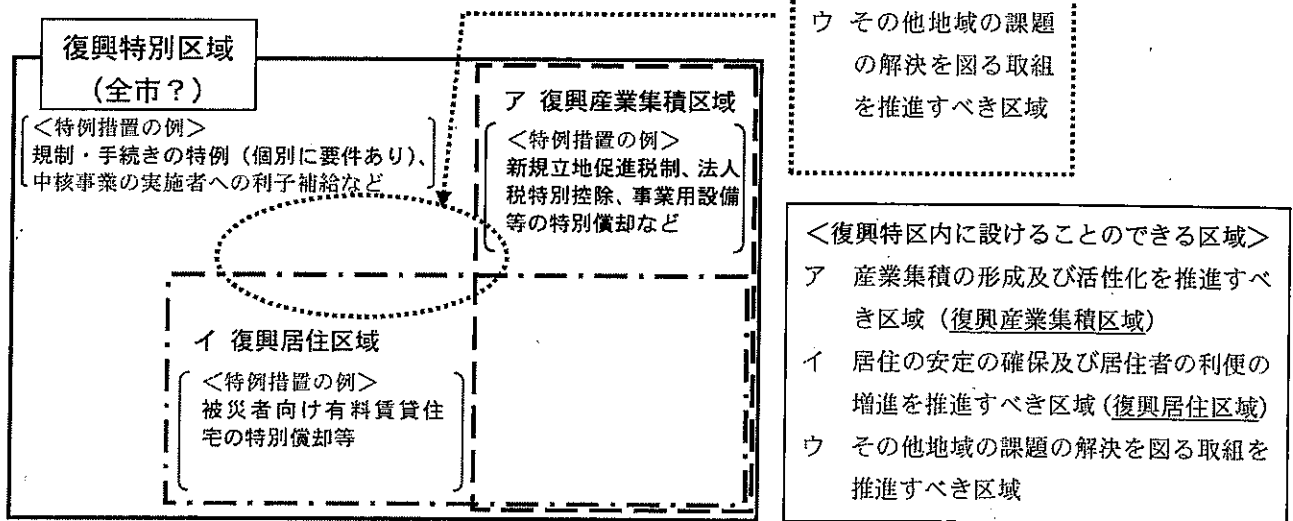 復興特別区域
(全市?)
<特例措置の例>
規制・手続きの特例(個別に要件あり)、
中核事業の実施者への利子補給など
ア 復興産業集積区域
<特例措置の例>
新規立地促進税制、法人
税特別控除、事業用設備
等の特別償却など
イ 復興居住区域
<特例措置の例>
被災者向け有料賃貸住
宅の特別償却等
ウ その他地域の課題
の解決を図る取組
を推進すべき区域
<復興特区内に設けることのできる区域>
ア 産業集積の形成及び活性化を推進すべ
き区域(復興産業集積区域)
イ 居住の安定の確保及び居住者の利便の
増進を推進すべき区域(復興居住区域)
ウ その他地域の課題の解決を図る取組を
推進すべき区域